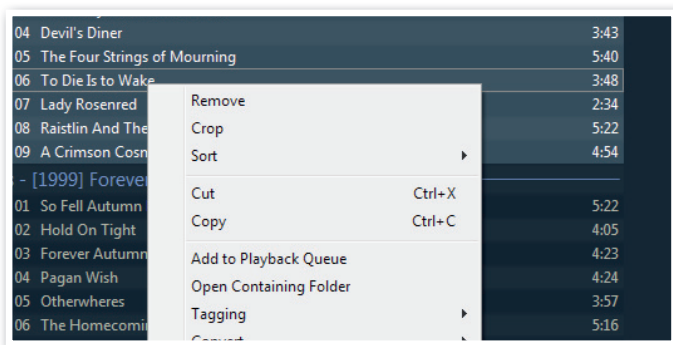 04 Devil's Diner 3:43
05 The Four Strings of Mourning 5:40
06 To Die Is to Wake 3:48
07 Lady Rosenred 2:34
08 Raistlin And The 5:22
09 A Crimson Cosn 4:54
- [1999] Forever
01 So Fell Autumn 5:22
02 Hold On Tight 4:05
03 Forever Autumn 4:23
04 Pagan Wish 4:24
05 Otherwheres 3:57
06 The Homecomi 5:16
Remove
Crop
Sort
Cut Ctrl+X
Copy Ctrl+C
Add to Playback Queue
Open Containing Folder
Tagging
Convert